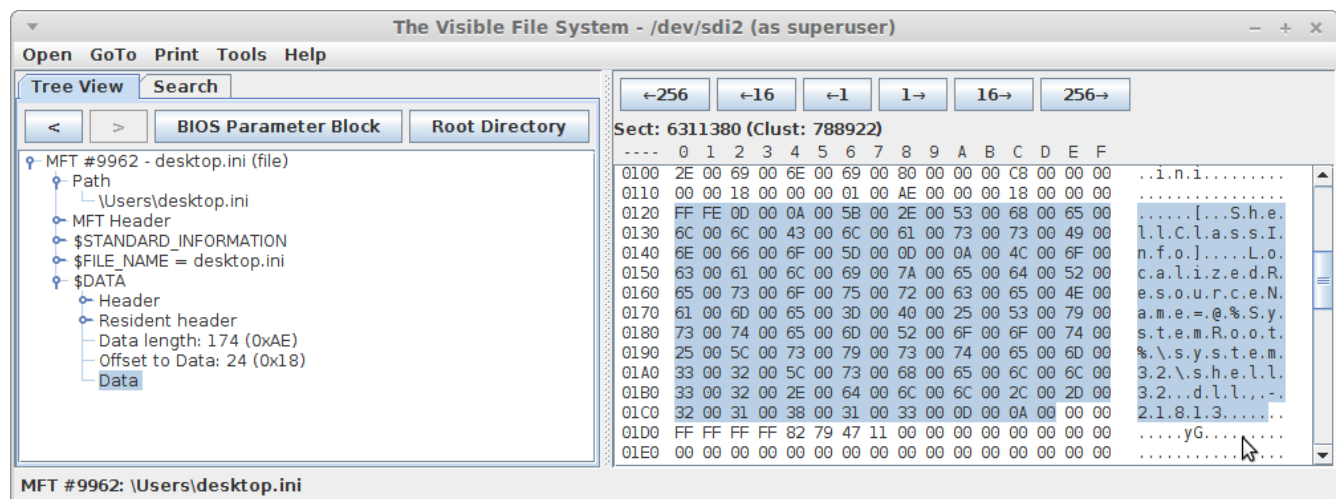 The Visible File System - /dev/sdi2 (as superuser)
Open GoTo Print Tools Help
Tree View Search
< > BIOS Parameter Block Root Directory
MFT #9962 - desktop.ini (file)
Path
\Users\desktop.ini
MFT Header
$STANDARD_INFORMATION
$FILE_NAME = desktop.ini
$DATA
Header
Resident header
Data length: 174 (0xAE)
Offset to Data: 24 (0x18)
Data
←256 ←16 ←1 1→ 16→ 256→
Sect: 6311380 (Clust: 788922)
---- 0 1 2 3 4 5 6 7 8 9 A B C D E F
0100 2E 00 69 00 6E 00 69 00 80 00 00 00 C8 00 00 00 ..i.n.i.........
0110 00 00 18 00 00 00 01 00 AE 00 00 00 18 00 00 00 ................
0120 FF FE 0D 00 0A 00 5B 00 2E 00 53 00 68 00 65 00 ......[...S.h.e.
0130 6C 00 6C 00 43 00 6C 00 61 00 73 00 73 00 49 00 l.l.C.l.a.s.s.I.
0140 6E 00 66 00 6F 00 5D 00 0D 00 0A 00 4C 00 6F 00 n.f.o.].....L.o.
0150 63 00 61 00 6C 00 69 00 7A 00 65 00 64 00 52 00 c.a.l.i.z.e.d.R.
0160 65 00 73 00 6F 00 75 00 72 00 63 00 65 00 4E 00 e.s.o.u.r.c.e.N.
0170 61 00 6D 00 65 00 3D 00 40 00 25 00 53 00 79 00 a.m.e.=.@.%.S.y.
0180 73 00 74 00 65 00 6D 00 52 00 6F 00 6F 00 74 00 s.t.e.m.R.o.o.t.
0190 25 00 5C 00 73 00 79 00 73 00 74 00 65 00 6D 00 %.\.s.y.s.t.e.m.
01A0 33 00 32 00 5C 00 73 00 68 00 65 00 6C 00 6C 00 3.2.\.s.h.e.l.l.
01B0 33 00 32 00 2E 00 64 00 6C 00 6C 00 2C 00 2D 00 3.2...d.l.l.,.-.
01C0 32 00 31 00 38 00 31 00 33 00 0D 00 0A 00 00 00 2.1.8.1.3.......
01D0 FF FF FF FF 82 79 47 11 00 00 00 00 00 00 00 00 .....yG.........
01E0 00 00 00 00 00 00 00 00 00 00 00 00 00 00 00 00 ................
MFT #9962: \Users\desktop.ini